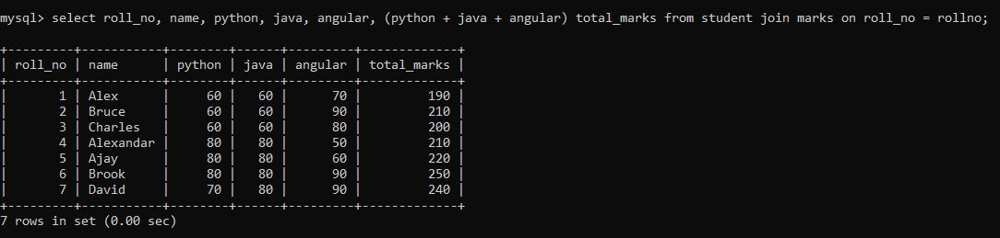 mysql> select roll_no, name, python, java, angular, (python + java + angular) total_marks from student join marks on roll_no = rollno;
+---------+-----------+--------+------+---------+-------------+
| roll_no | name      | python | java | angular | total_marks |
+---------+-----------+--------+------+---------+-------------+
|       1 | Alex      |     60 |   60 |      70 |         190 |
|       2 | Bruce     |     60 |   60 |      90 |         210 |
|       3 | Charles   |     60 |   60 |      80 |         200 |
|       4 | Alexandar |     80 |   80 |      50 |         210 |
|       5 | Ajay      |     80 |   80 |      60 |         220 |
|       6 | Brook     |     80 |   80 |      90 |         250 |
|       7 | David     |     70 |   80 |      90 |         240 |
+---------+-----------+--------+------+---------+-------------+
7 rows in set (0.00 sec)